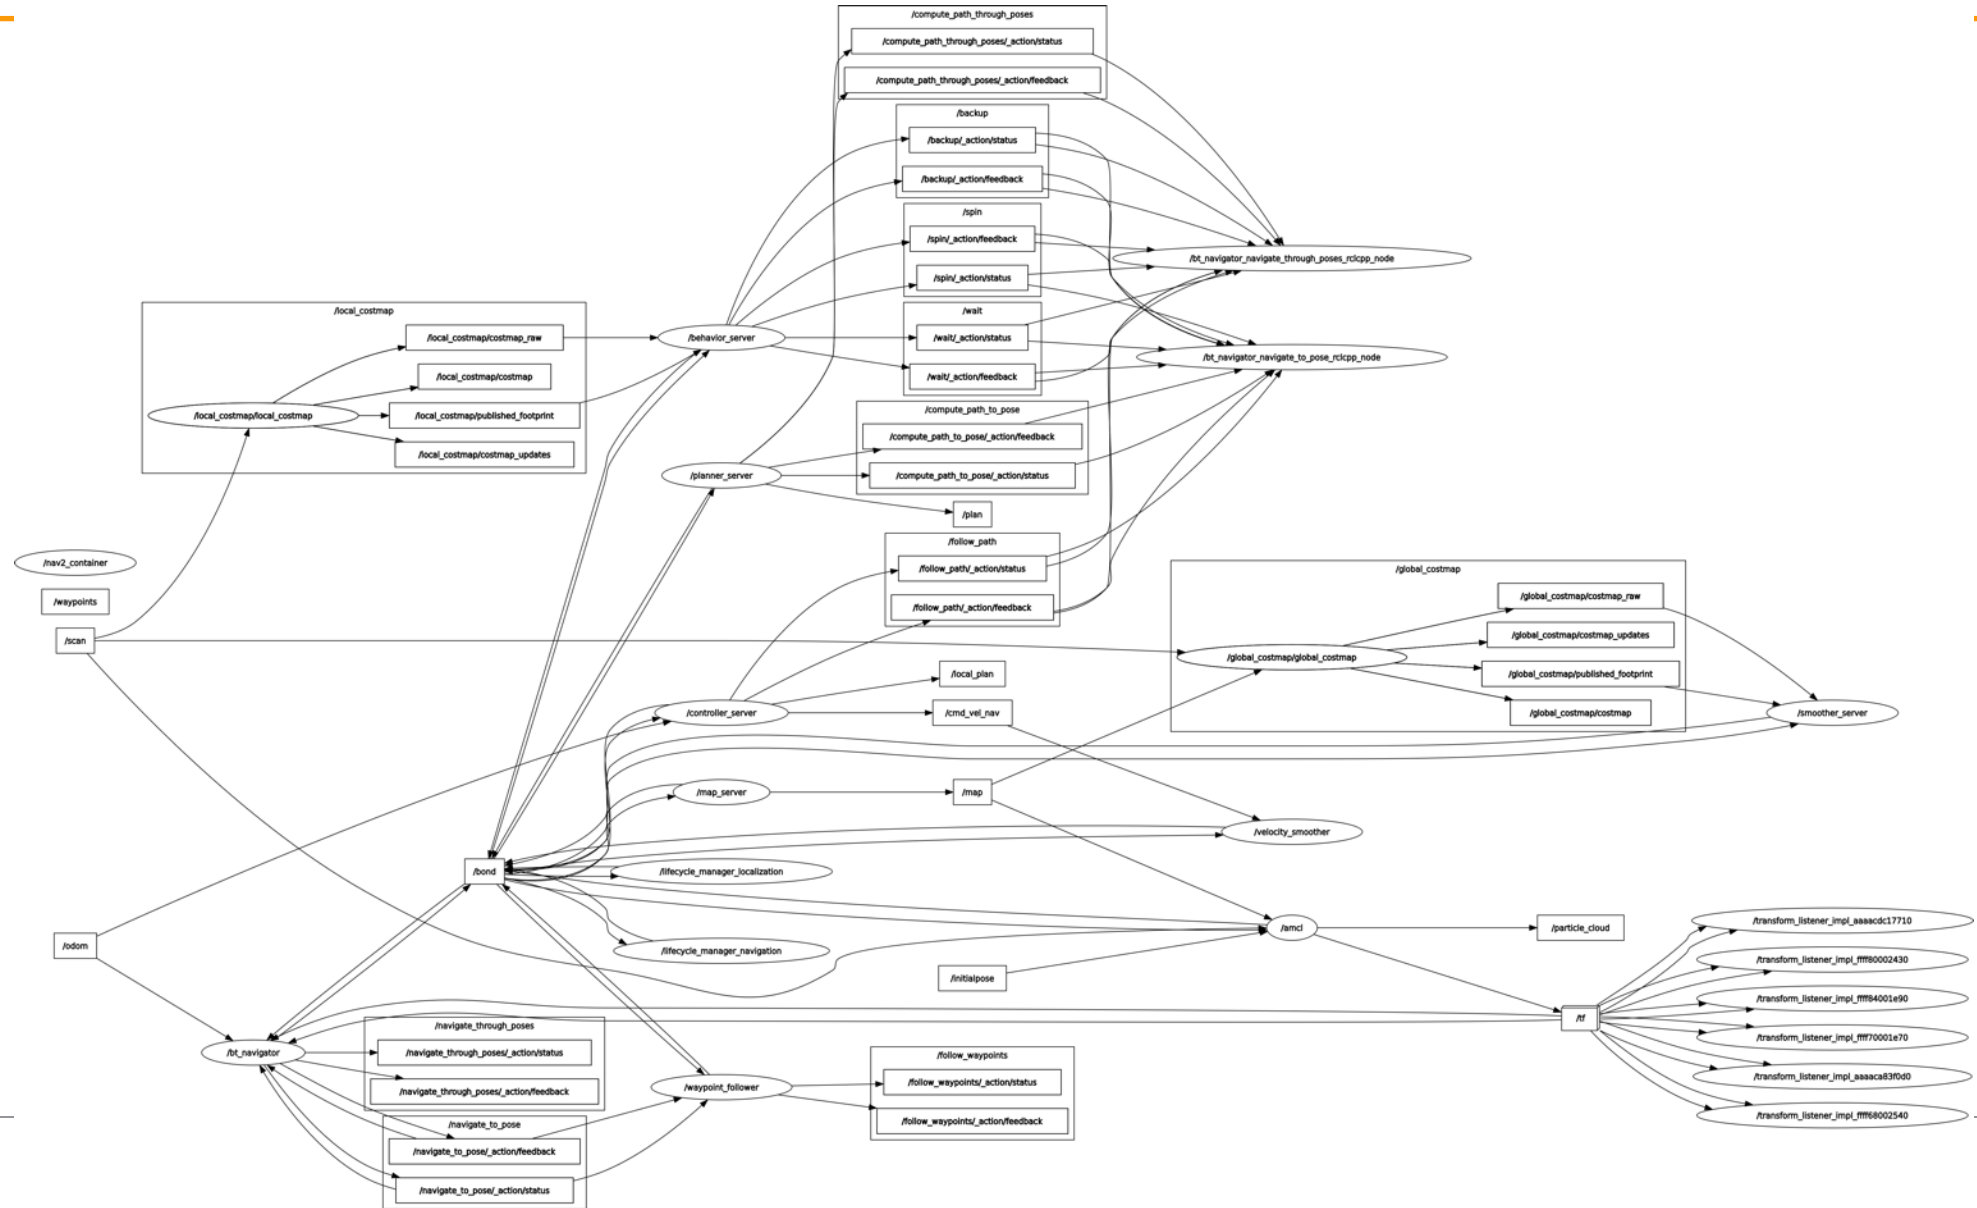 /compute_path_through_poses
/compute_path_through_poses/_action/status
/compute_path_through_poses/_action/feedback
/backup
/backup/_action/status
/backup/_action/feedback
/spin
/spin/_action/feedback
/spin/_action/status
/bt_navigator_navigate_through_poses_rclcpp_node
/local_costmap
/local_costmap/costmap_raw
/local_costmap/costmap
/local_costmap/local_costmap
/local_costmap/published_footprint
/local_costmap/costmap_updates
/behavior_server
/wait
/wait/_action/status
/wait/_action/feedback
/bt_navigator_navigate_to_pose_rclcpp_node
/compute_path_to_pose
/compute_path_to_pose/_action/feedback
/compute_path_to_pose/_action/status
/planner_server
/plan
/follow_path
/follow_path/_action/status
/follow_path/_action/feedback
/nav2_container
/waypoints
/scan
/global_costmap
/global_costmap/costmap_raw
/global_costmap/costmap_updates
/global_costmap/global_costmap
/global_costmap/published_footprint
/global_costmap/costmap
/smoother_server
/local_plan
/controller_server
/cmd_vel_nav
/map_server
/map
/velocity_smoother
/bond
/lifecycle_manager_localization
/lifecycle_manager_navigation
/odom
/amcl
/particle_cloud
/initialpose
/tf
/transform_listener_impl_aaaacdc17710
/transform_listener_impl_ffff80002430
/transform_listener_impl_ffff84001e90
/transform_listener_impl_ffff70001e70
/transform_listener_impl_aaaaca83f0d0
/transform_listener_impl_ffff68002540
/bt_navigator
/navigate_through_poses
/navigate_through_poses/_action/status
/navigate_through_poses/_action/feedback
/navigate_to_pose
/navigate_to_pose/_action/feedback
/navigate_to_pose/_action/status
/waypoint_follower
/follow_waypoints
/follow_waypoints/_action/status
/follow_waypoints/_action/feedback